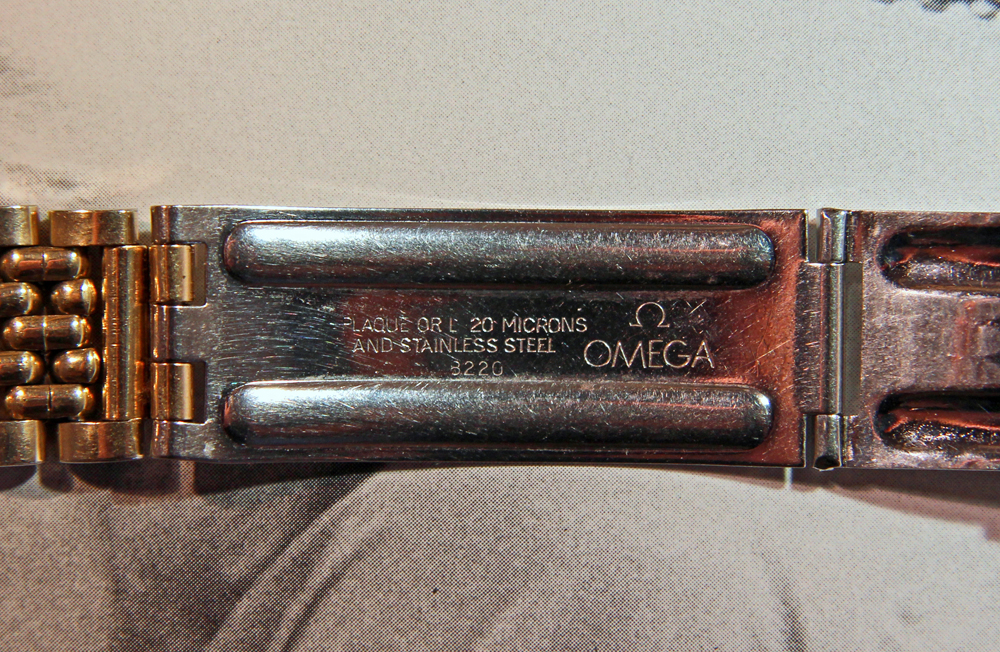 PLAQUE OR L 20 MICRONS
AND STAINLESS STEEL
8220
Ω
OMEGA